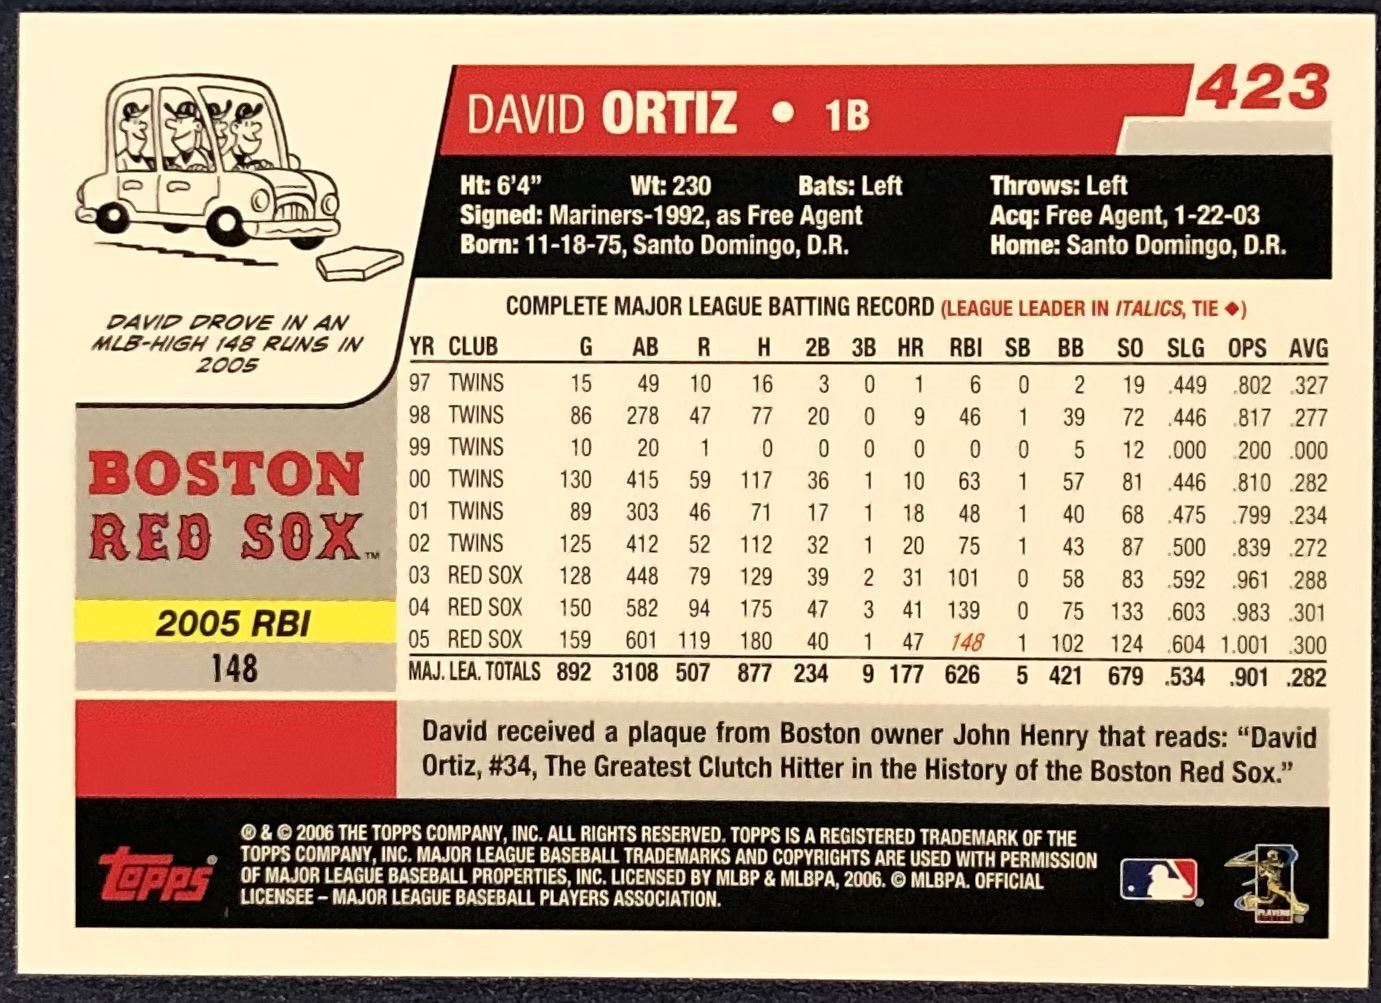 423
DAVID ORTIZ • 1B
Ht: 6'4" Wt: 230 Bats: Left Throws: Left
Signed: Mariners-1992, as Free Agent Acq: Free Agent, 1-22-03
Born: 11-18-75, Santo Domingo, D.R. Home: Santo Domingo, D.R.
DAVID DROVE IN AN
MLB-HIGH 148 RUNS IN
2005
COMPLETE MAJOR LEAGUE BATTING RECORD (LEAGUE LEADER IN ITALICS, TIE ◆)
YR CLUB G AB R H 2B 3B HR RBI SB BB SO SLG OPS AVG
97 TWINS 15 49 10 16 3 0 1 6 0 2 19 .449 .802 .327
98 TWINS 86 278 47 77 20 0 9 46 1 39 72 .446 .817 .277
99 TWINS 10 20 1 0 0 0 0 0 0 5 12 .000 .200 .000
00 TWINS 130 415 59 117 36 1 10 63 1 57 81 .446 .810 .282
01 TWINS 89 303 46 71 17 1 18 48 1 40 68 .475 .799 .234
02 TWINS 125 412 52 112 32 1 20 75 1 43 87 .500 .839 .272
03 RED SOX 128 448 79 129 39 2 31 101 0 58 83 .592 .961 .288
04 RED SOX 150 582 94 175 47 3 41 139 0 75 133 .603 .983 .301
05 RED SOX 159 601 119 180 40 1 47 148 1 102 124 .604 1.001 .300
MAJ. LEA. TOTALS 892 3108 507 877 234 9 177 626 5 421 679 .534 .901 .282
BOSTON
RED SOX™
2005 RBI
148
David received a plaque from Boston owner John Henry that reads: “David
Ortiz, #34, The Greatest Clutch Hitter in the History of the Boston Red Sox.”
Topps®
® & © 2006 THE TOPPS COMPANY, INC. ALL RIGHTS RESERVED. TOPPS IS A REGISTERED TRADEMARK OF THE
TOPPS COMPANY, INC. MAJOR LEAGUE BASEBALL TRADEMARKS AND COPYRIGHTS ARE USED WITH PERMISSION
OF MAJOR LEAGUE BASEBALL PROPERTIES, INC. LICENSED BY MLBP & MLBPA, 2006. © MLBPA. OFFICIAL
LICENSEE – MAJOR LEAGUE BASEBALL PLAYERS ASSOCIATION.
PLAYERS